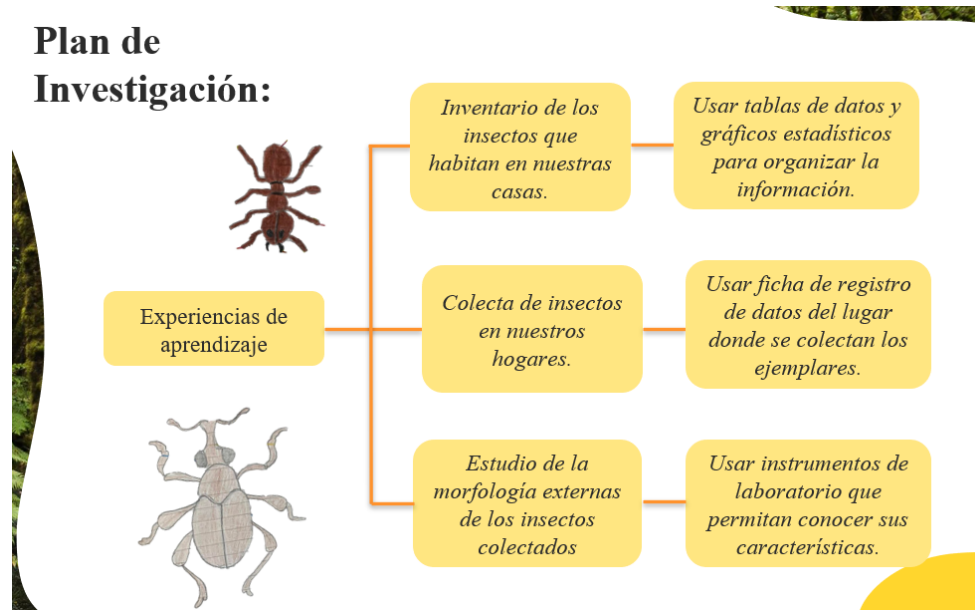 Plan de
Investigación:
Inventario de los
insectos que
habitan en nuestras
casas.
Usar tablas de datos y
gráficos estadísticos
para organizar la
información.
Experiencias de
aprendizaje
Colecta de insectos
en nuestros
hogares.
Usar ficha de registro
de datos del lugar
donde se colectan los
ejemplares.
Estudio de la
morfología externas
de los insectos
colectados
Usar instrumentos de
laboratorio que
permitan conocer sus
características.